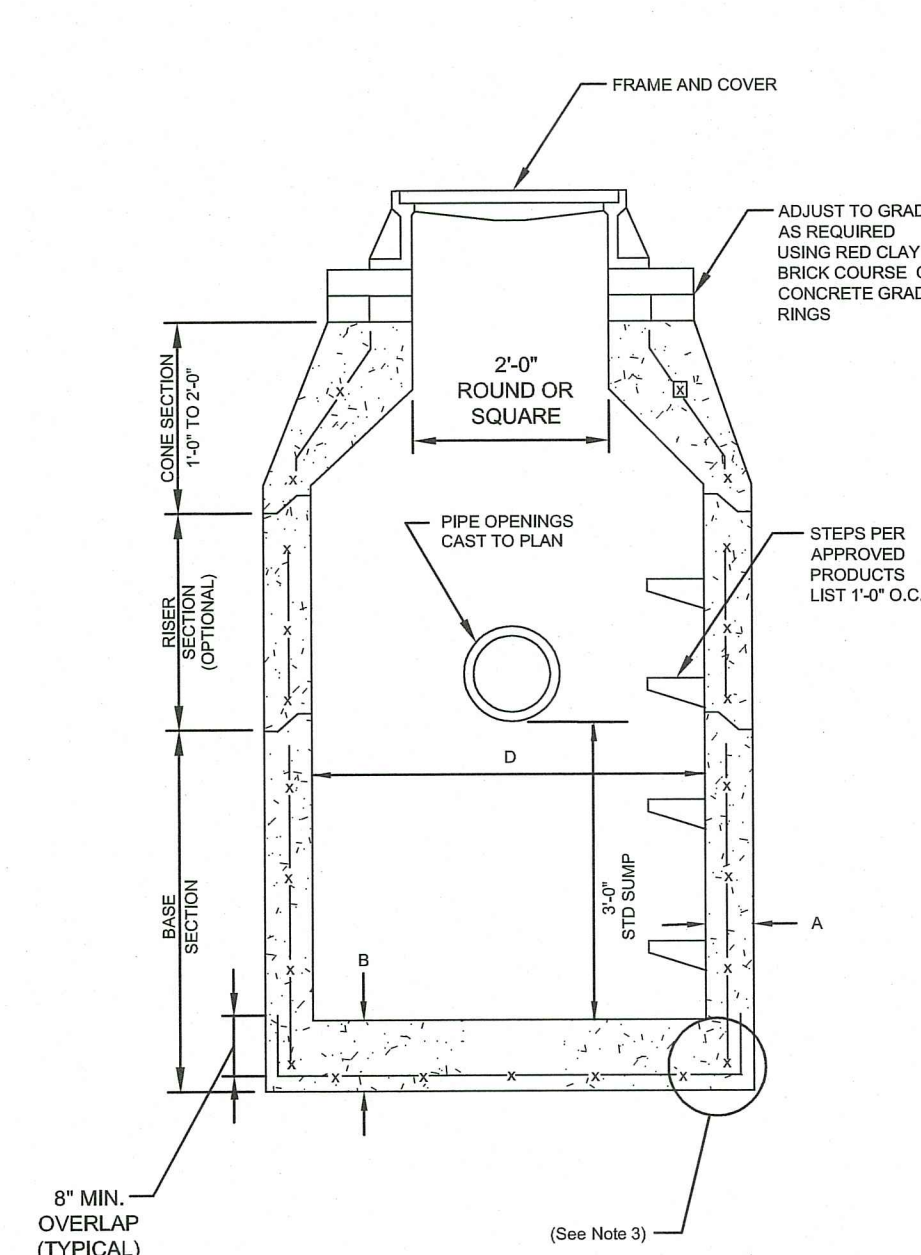 FRAME AND COVER
ADJUST TO GRAD
AS REQUIRED
USING RED CLAY
BRICK COURSE
CONCRETE GRAD
RINGS
CONE SECTION
1'-0" TO 2'-0"
2'-0"
ROUND OR
SQUARE
x
x "
x
x
PIPE OPENINGS
CAST TO PLAN
STEPS PER
APPROVED
PRODUCTS
LIST 1'-0" O.C.
RISER
SECTION
(OPTIONAL)
x
x
x
x
x
x
D
BASE
SECTION
x
x
x
x
x
x
x
x
3'-0"
STD SUMP
A
B
x
x
x
x
x
8" MIN.
OVERLAP
(TYPICAL)
(See Note 3)